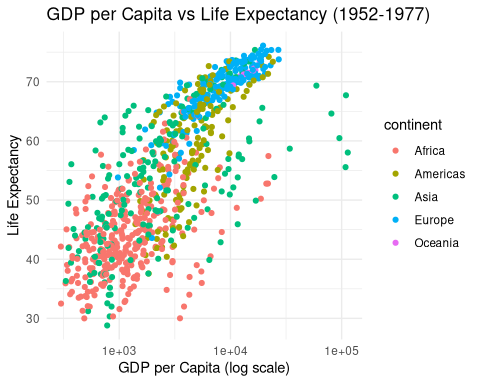 GDP per Capita vs Life Expectancy (1952-1977)
Life Expectancy
70
60
50
40
30
1e+03
1e+04
1e+05
GDP per Capita (log scale)
continent
Africa
Americas
Asia
Europe
Oceania